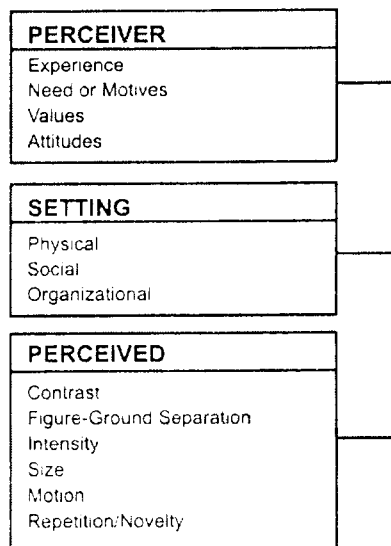 PERCEIVER
Experience
Need or Motives
Values
Attitudes
SETTING
Physical
Social
Organizational
PERCEIVED
Contrast
Figure-Ground Separation
Intensity
Size
Motion
Repetition/Novelty